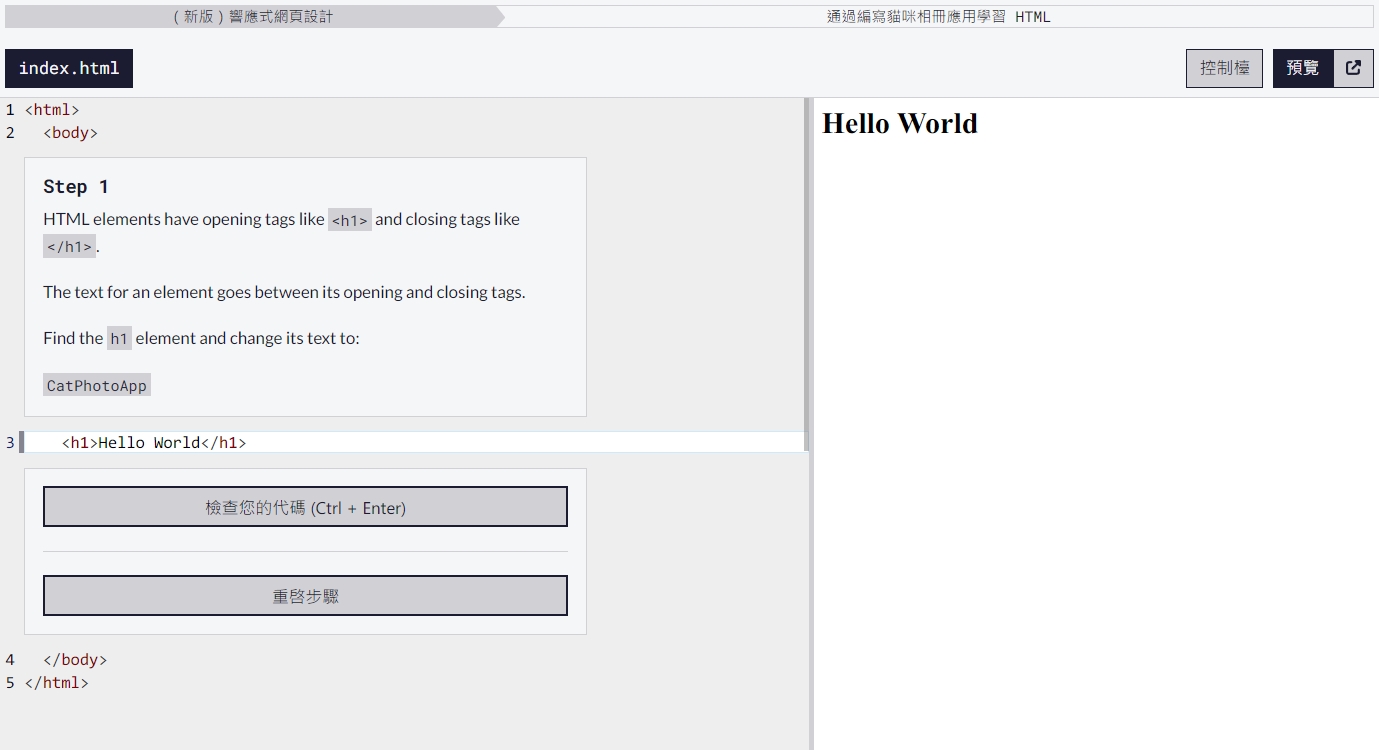 （新版）響應式網頁設計
通過編寫貓咪相冊應用學習 HTML
index.html
控制檯
預覽
1 <html>
2 <body>
Step 1
HTML elements have opening tags like <h1> and closing tags like
</h1>.
The text for an element goes between its opening and closing tags.
Find the h1 element and change its text to:
CatPhotoApp
3 <h1>Hello World</h1>
檢查您的代碼 (Ctrl + Enter)
重啓步驟
4 </body>
5 </html>
Hello World